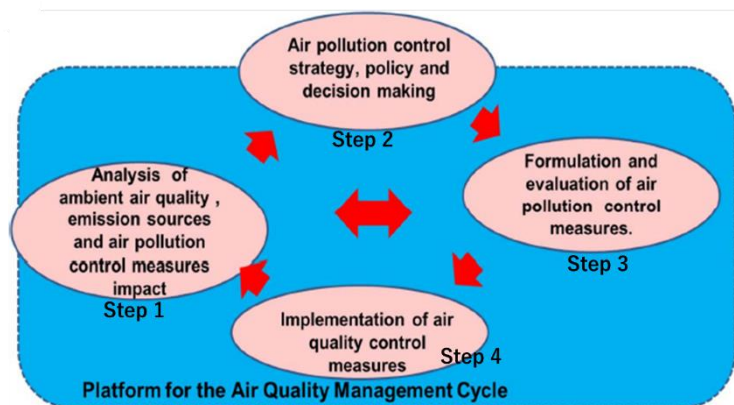 Air pollution control
strategy, policy and
decision making
Step 2
Analysis of
ambient air quality ,
emission sources
and air pollution
control measures
impact
Step 1
Formulation and
evaluation of air
pollution control
measures.
Step 3
Implementation of air
quality control
measures
Step 4
Platform for the Air Quality Management Cycle